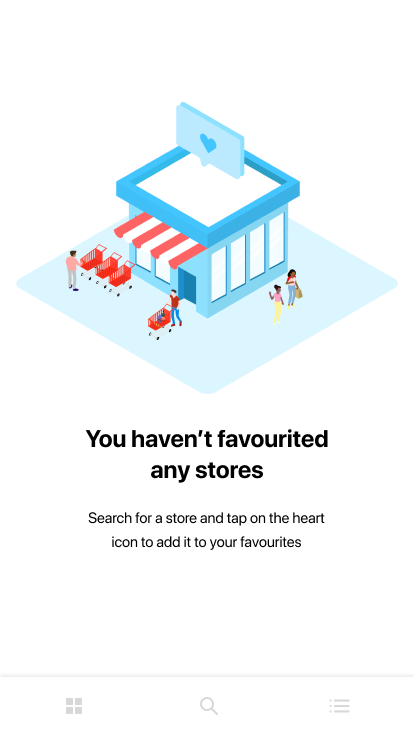 You haven’t favourited
any stores
Search for a store and tap on the heart
icon to add it to your favourites